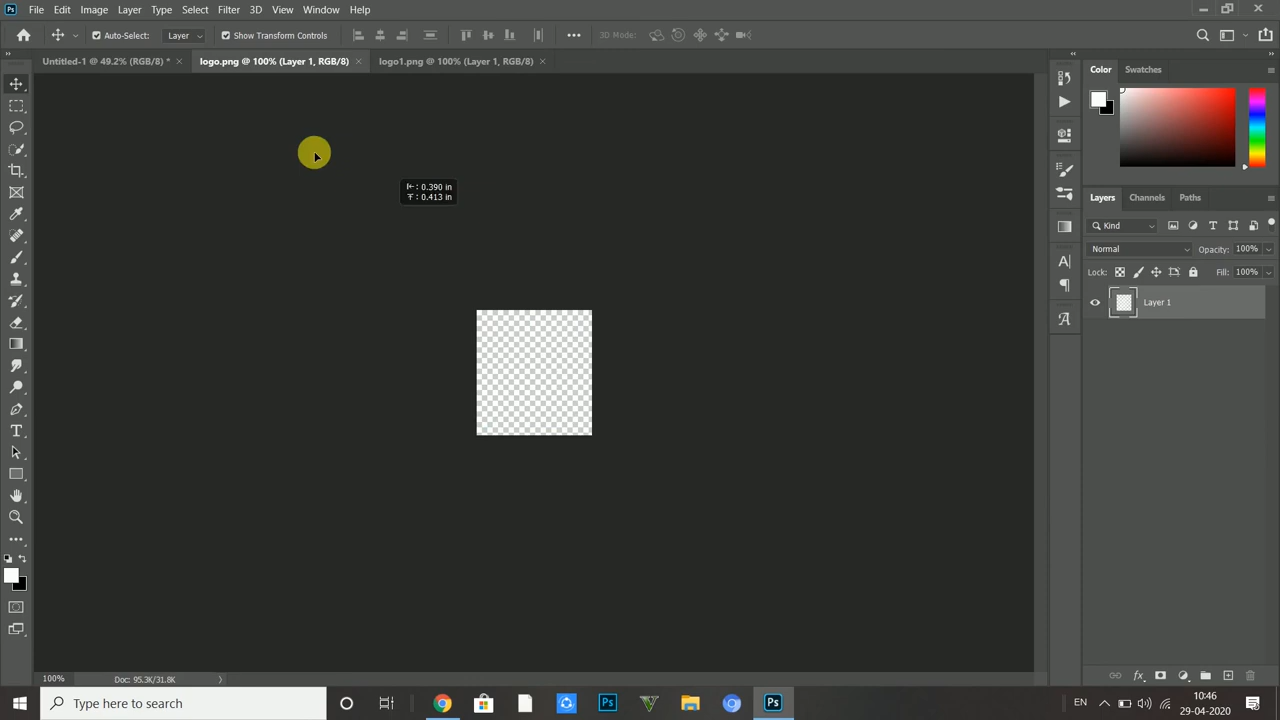 Ps File Edit Image Layer Type Select Filter 3D View Window Help
Auto-Select: Layer Show Transform Controls 3D Mode:
Untitled-1 @ 49.2% (RGB/8) * × logo.png @ 100% (Layer 1, RGB/8) × logo1.png @ 100% (Layer 1, RGB/8) ×
Color Swatches
: 0.390 in
: 0.413 in
Layers Channels Paths
Kind
Normal Opacity: 100%
Lock: Fill: 100%
Layer 1
100% Doc: 95.3K/31.8K
Type here to search
Ps
Ps
EN
10:46
29-04-2020